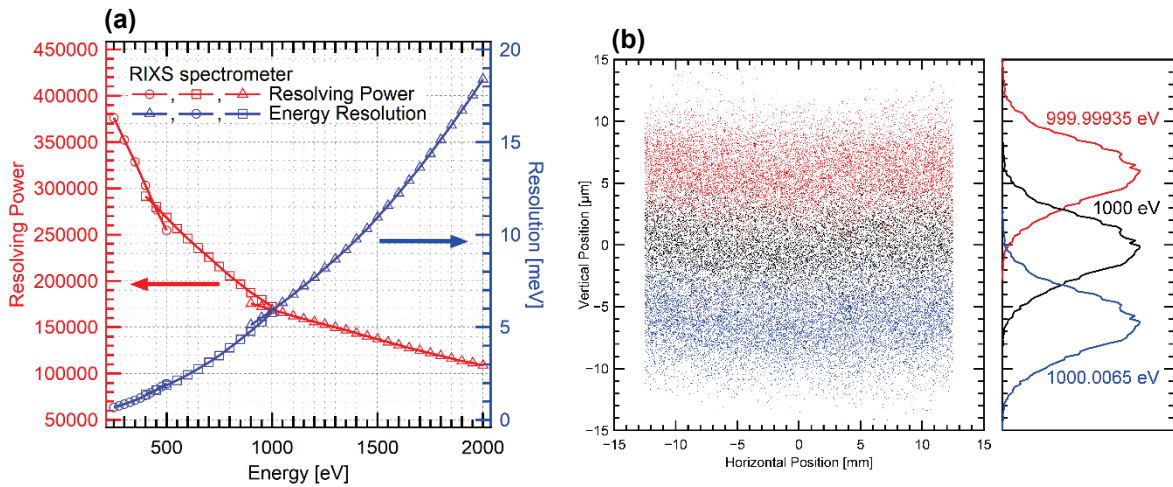 (a)
450000
400000
350000
300000
250000
200000
150000
100000
50000
Resolving Power
RIXS spectrometer
, , Resolving Power
, , Energy Resolution
20
15
10
5
0
Resolution [meV]
500 1000 1500 2000
Energy [eV]
(b)
15
10
5
0
−5
−10
−15
Vertical Position [µm]
−15 −10 −5 0 5 10 15
Horizontal Position [mm]
999.99935 eV
1000 eV
1000.0065 eV